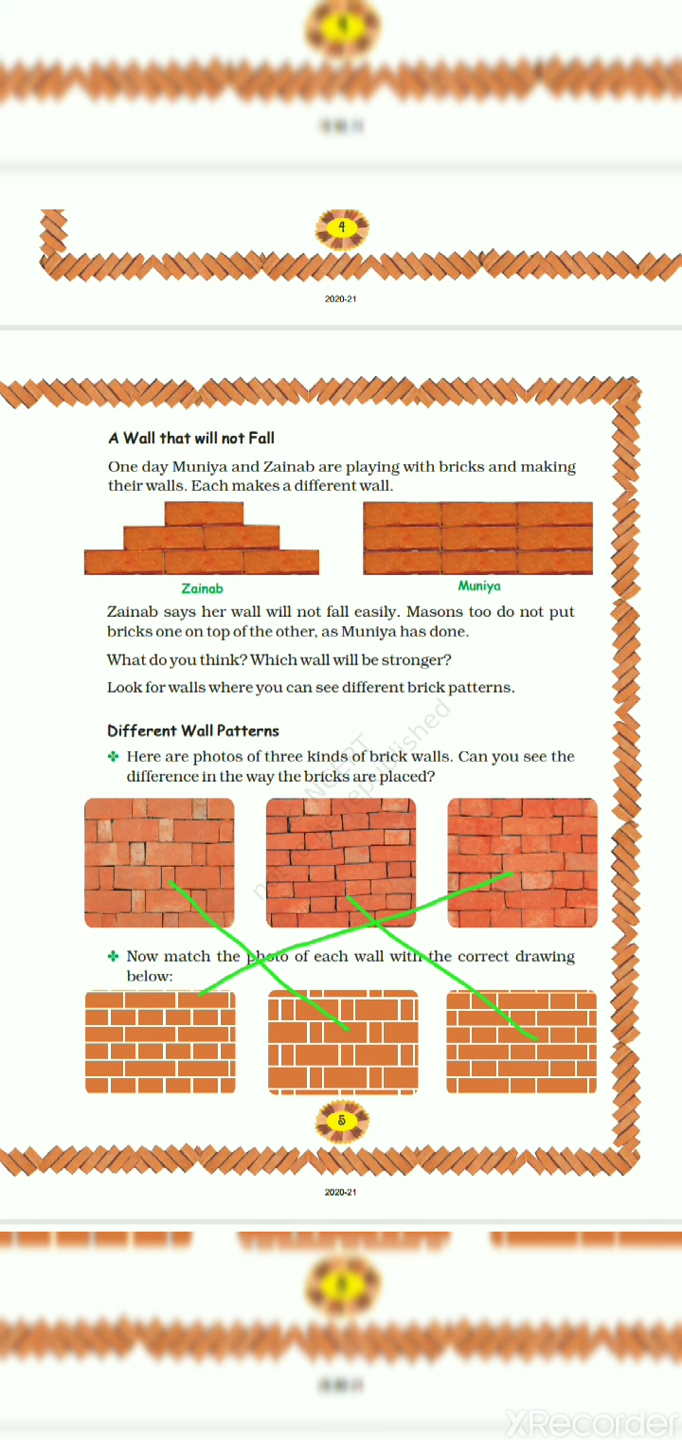 4
2020-21
A Wall that will not Fall
One day Muniya and Zainab are playing with bricks and making
their walls. Each makes a different wall.
Zainab
Muniya
Zainab says her wall will not fall easily. Masons too do not put
bricks one on top of the other, as Muniya has done.
What do you think? Which wall will be stronger?
Look for walls where you can see different brick patterns.
Different Wall Patterns
Here are photos of three kinds of brick walls. Can you see the
difference in the way the bricks are placed?
Now match the photo of each wall with the correct drawing
below:
5
2020-21
XRecorder